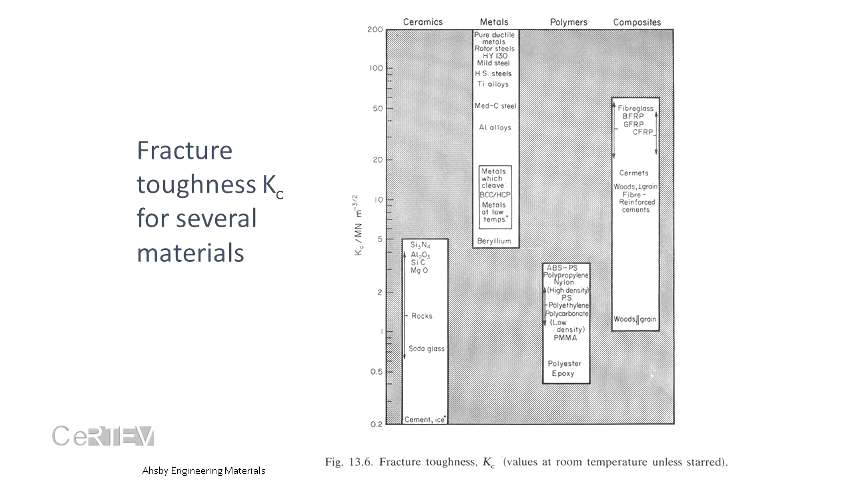 Fracture
toughness Kc
for several
materials
CeRTEV
Ahsby Engineering Materials
Ceramics Metals Polymers Composites
Kc /MN m⁻³/²
200
100
50
20
10
5
2
1
0.5
0.2
Si₃N₄
Al₂O₃
SiC
MgO
Rocks
Soda glass
Cement, ice*
Pure ductile
metals
Rotor steels
HY 130
Mild steel
H.S. steels
Ti alloys
Med-C steel
Al alloys
Metals
which
cleave
BCC/HCP
Metals
at low
temps.*
Beryllium
ABS-PS
Polypropylene
Nylon
(High density)
P.S.
Polyethylene
Polycarbonate
(Low
density)
PMMA
Polyester
Epoxy
Fibreglass
BFRP
GFRP
CFRP
Cermets
Woods, ⊥grain
Fibre-
Reinforced
cements
Woods, ∥grain
Fig. 13.6. Fracture toughness, Kc (values at room temperature unless starred).